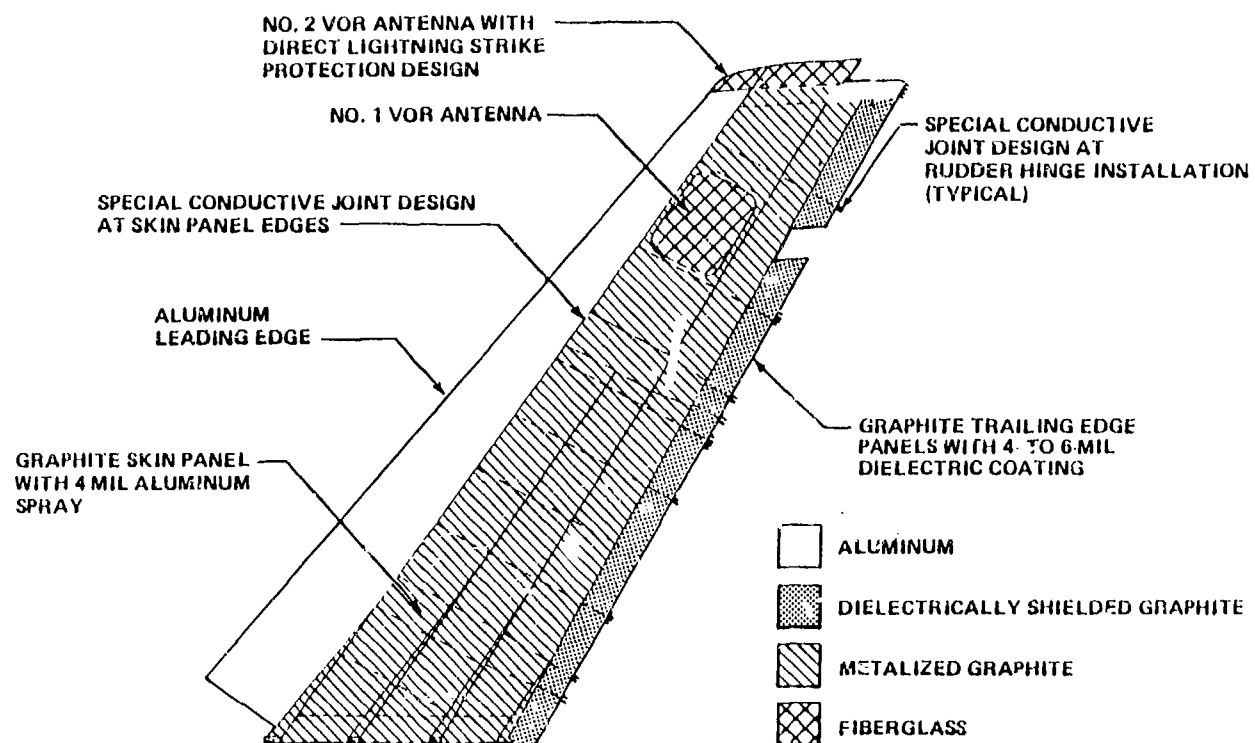 NO. 2 VOR ANTENNA WITH
DIRECT LIGHTNING STRIKE
PROTECTION DESIGN
NO. 1 VOR ANTENNA
SPECIAL CONDUCTIVE
JOINT DESIGN AT
RUDDER HINGE INSTALLATION
(TYPICAL)
SPECIAL CONDUCTIVE JOINT DESIGN
AT SKIN PANEL EDGES
ALUMINUM
LEADING EDGE
GRAPHITE TRAILING EDGE
PANELS WITH 4- TO 6-MIL
DIELECTRIC COATING
GRAPHITE SKIN PANEL
WITH 4 MIL ALUMINUM
SPRAY
ALUMINUM
DIELECTRICALLY SHIELDED GRAPHITE
METALIZED GRAPHITE
FIBERGLASS